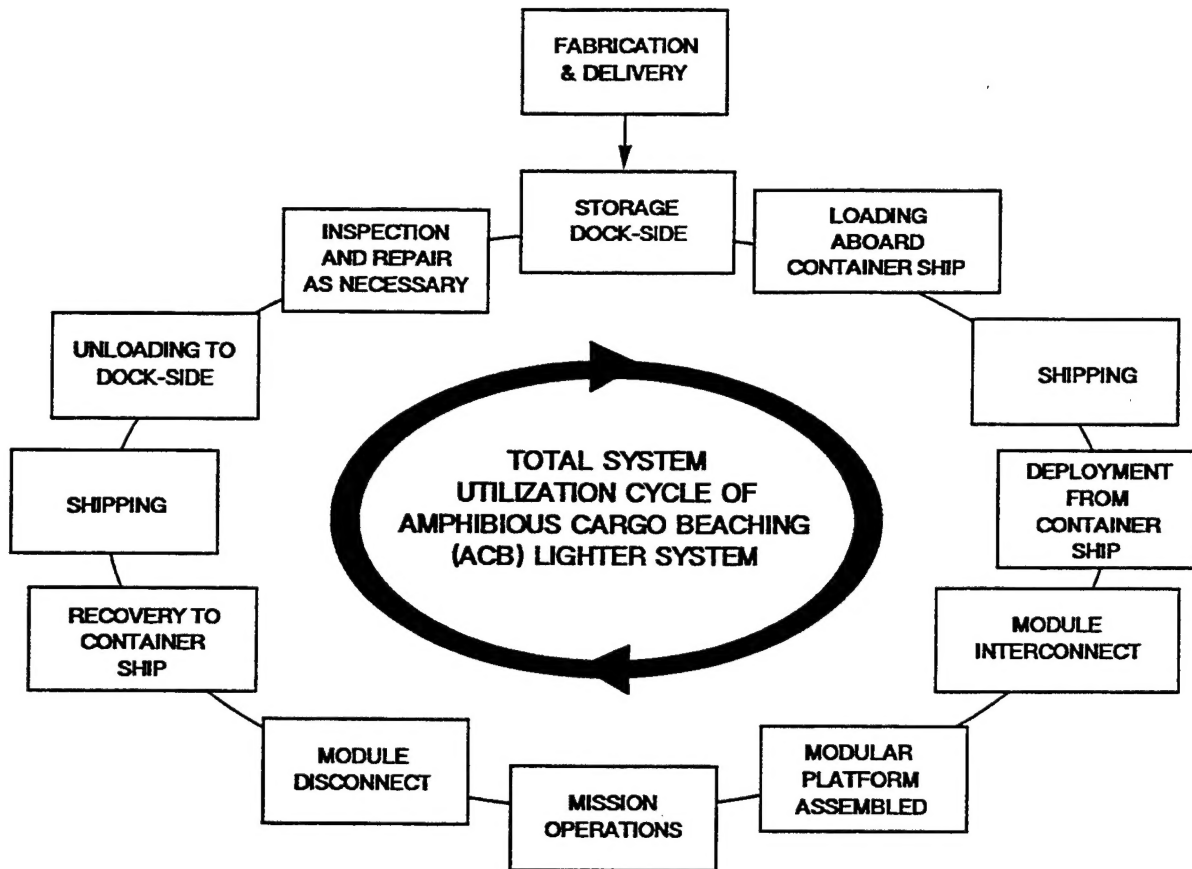 FABRICATION
& DELIVERY
STORAGE
DOCK-SIDE
LOADING
ABOARD
CONTAINER SHIP
SHIPPING
DEPLOYMENT
FROM
CONTAINER
SHIP
MODULE
INTERCONNECT
MODULAR
PLATFORM
ASSEMBLED
MISSION
OPERATIONS
MODULE
DISCONNECT
RECOVERY TO
CONTAINER
SHIP
SHIPPING
UNLOADING TO
DOCK-SIDE
INSPECTION
AND REPAIR
AS NECESSARY
TOTAL SYSTEM
UTILIZATION CYCLE OF
AMPHIBIOUS CARGO BEACHING
(ACB) LIGHTER SYSTEM